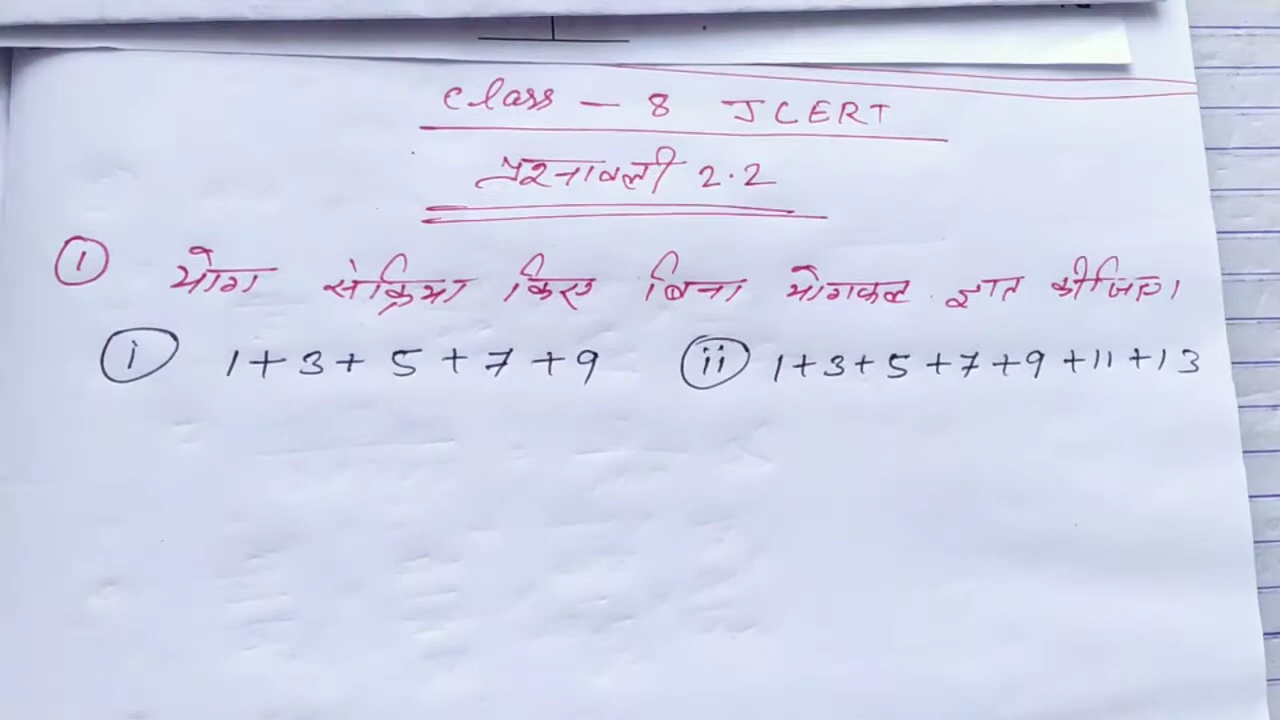 Class - 8 JCERT
प्रश्नावली 2.2
① योग संक्रिया किए बिना योगफल ज्ञात कीजिए।
(i) 1+3+5+7+9 (ii) 1+3+5+7+9+11+13